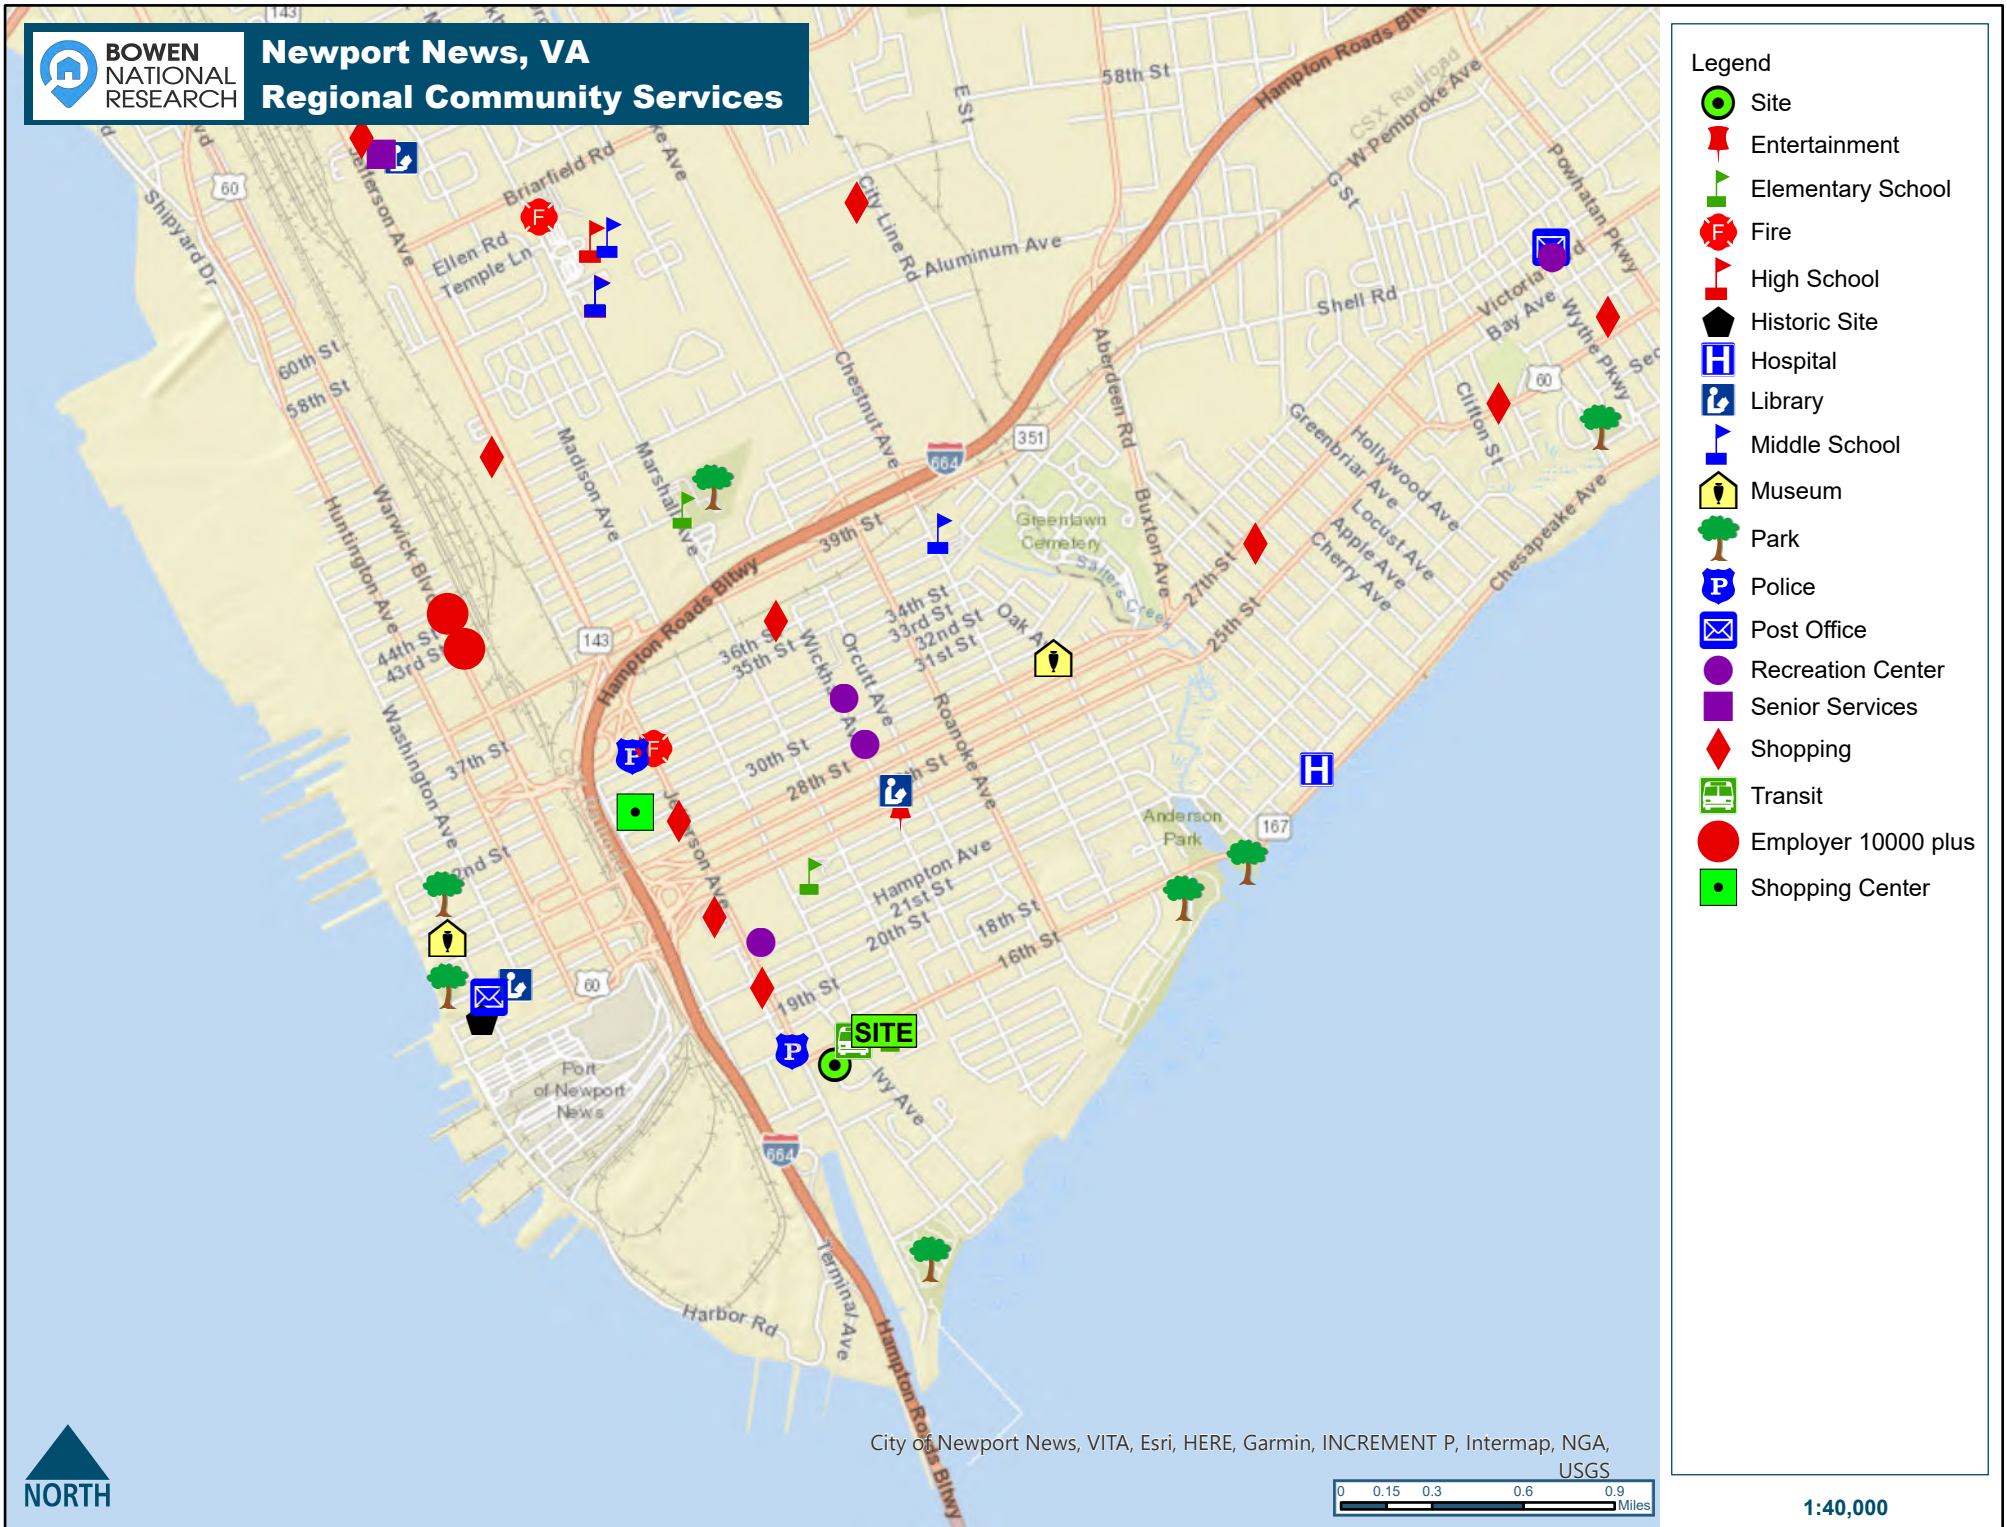 BOWEN
NATIONAL
RESEARCH
Newport News, VA
Regional Community Services
143
58th St
Hampton Roads Bltwy
CSX Railroad
W Pembroke Ave
E St
G St
Powhatan Pkwy
Briarfield Rd
60
Shipyard Dr
Jefferson Ave
F
Ellen Rd
Temple Ln
City Line Rd
Aluminum Ave
Shell Rd
Victoria
Bay Ave
Wythe Pkwy
60
60th St
58th St
Chestnut Ave
Aberdeen Rd
Clifton St
351
664
Greenbriar Ave
Hollywood Ave
Locust Ave
Apple Ave
Cherry Ave
Chesapeake Ave
Madison Ave
Marshall Ave
Huntington Ave
Warwick Blvd
39th St
Greenlawn
Cemetery
Salters Creek
Buxton Ave
27th St
25th St
Hampton Roads Bltwy
34th St
33rd St
32nd St
31st St
Oak
44th St
43rd St
143
36th St
35th St
Orcutt Ave
Roanoke Ave
Washington Ave
37th St
P
F
30th St
28th St
H
Anderson
Park
167
Hampton Ave
21st St
20th St
18th St
16th St
19th St
60
P
SITE
Ivy Ave
Port
of Newport
News
664
Terminal Ave
Harbor Rd
Hampton Roads Bltwy
City of Newport News, VITA, Esri, HERE, Garmin, INCREMENT P, Intermap, NGA,
USGS
0 0.15 0.3 0.6 0.9
Miles
NORTH
Legend
Site
Entertainment
Elementary School
F Fire
High School
Historic Site
H Hospital
Library
Middle School
Museum
Park
P Police
Post Office
Recreation Center
Senior Services
Shopping
Transit
Employer 10000 plus
Shopping Center
1:40,000